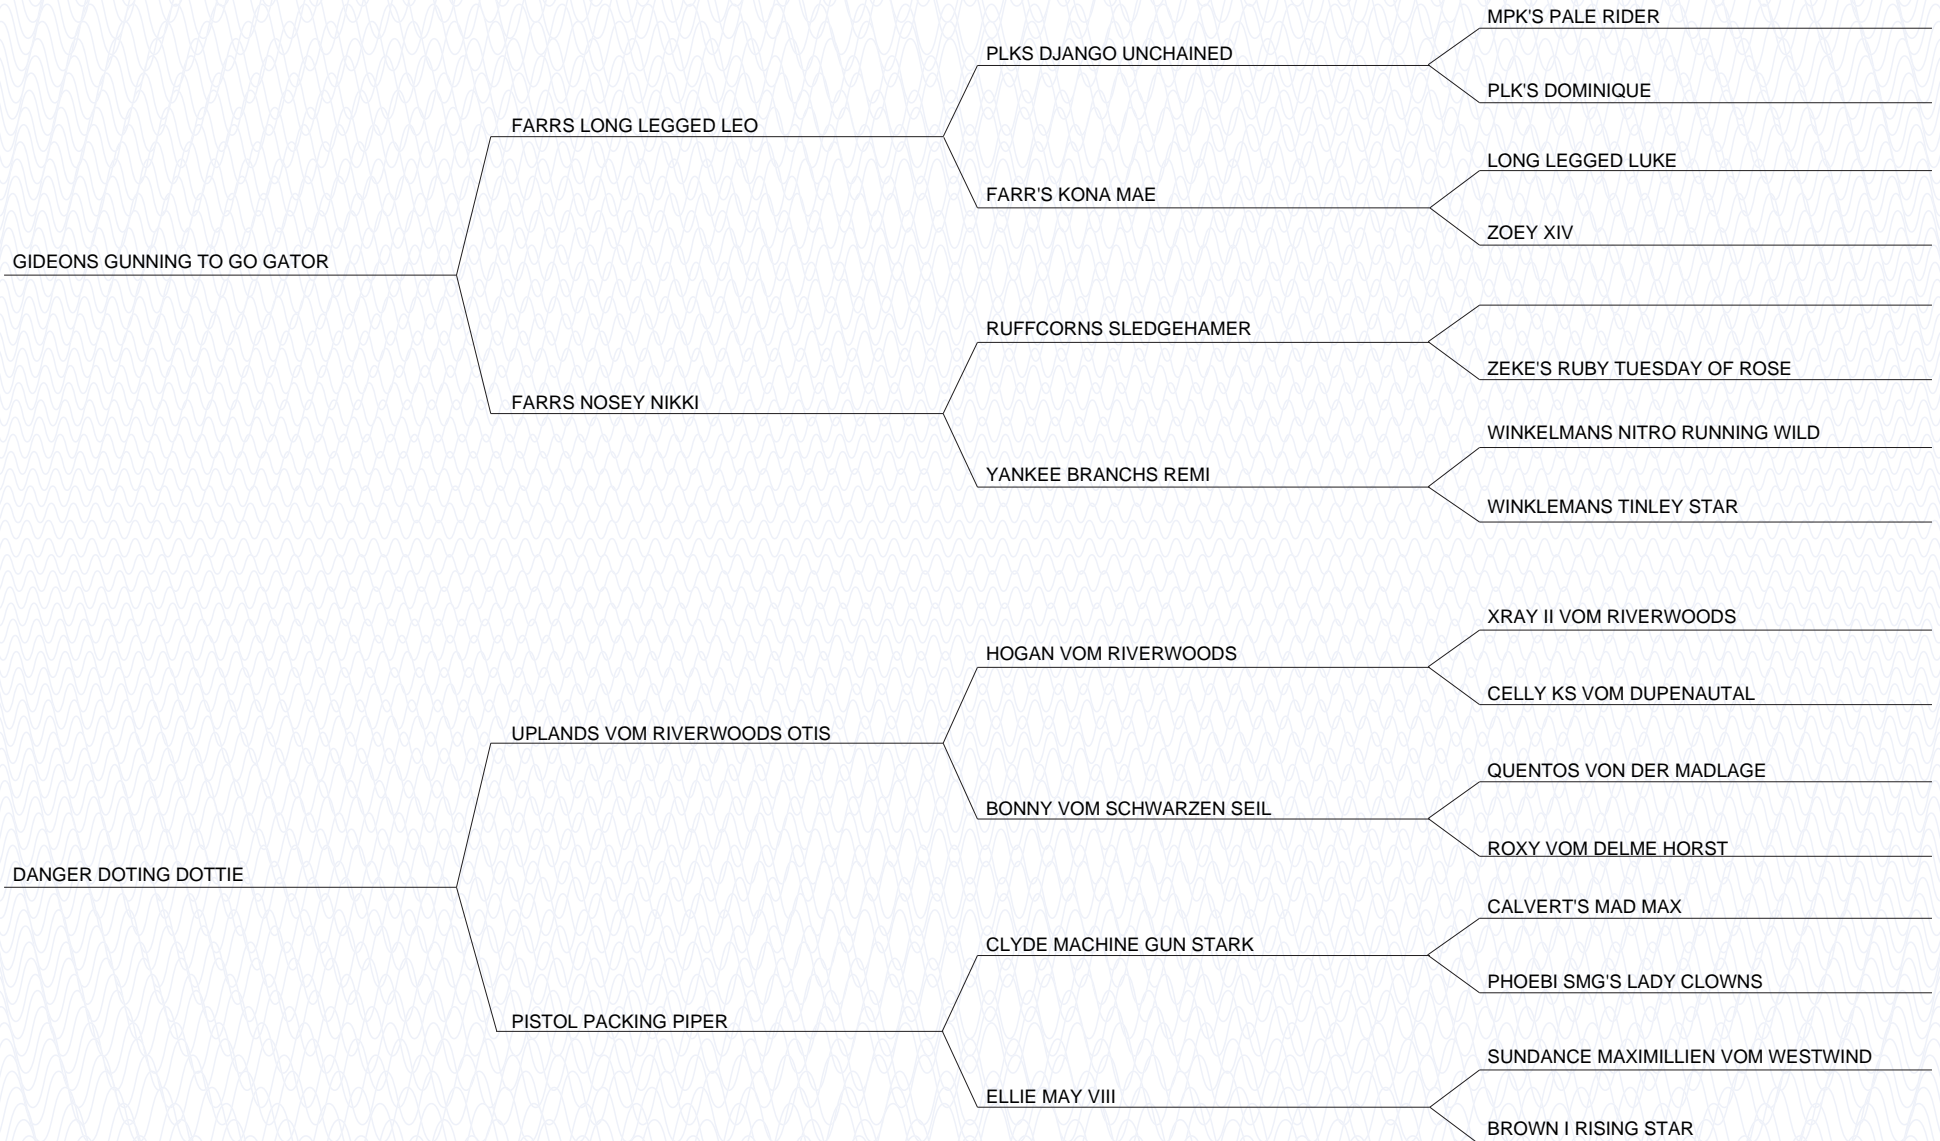 MPK'S PALE RIDER
PLKS DJANGO UNCHAINED
PLK'S DOMINIQUE
FARRS LONG LEGGED LEO
LONG LEGGED LUKE
FARR'S KONA MAE
ZOEY XIV
GIDEONS GUNNING TO GO GATOR
RUFFCORNS SLEDGEHAMER
ZEKE'S RUBY TUESDAY OF ROSE
FARRS NOSEY NIKKI
WINKELMANS NITRO RUNNING WILD
YANKEE BRANCHS REMI
WINKLEMANS TINLEY STAR
XRAY II VOM RIVERWOODS
HOGAN VOM RIVERWOODS
CELLY KS VOM DUPENAUTAL
UPLANDS VOM RIVERWOODS OTIS
QUENTOS VON DER MADLAGE
BONNY VOM SCHWARZEN SEIL
ROXY VOM DELME HORST
DANGER DOTING DOTTIE
CALVERT'S MAD MAX
CLYDE MACHINE GUN STARK
PHOEBI SMG'S LADY CLOWNS
PISTOL PACKING PIPER
SUNDANCE MAXIMILLIEN VOM WESTWIND
ELLIE MAY VIII
BROWN I RISING STAR